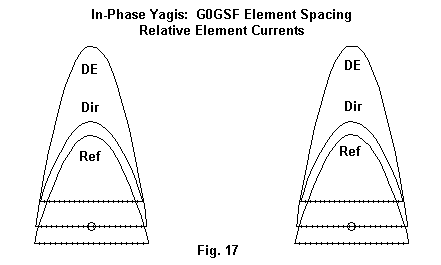 In-Phase Yagis: G0GSF Element Spacing
Relative Element Currents
DE
DE
Dir
Dir
Ref
Ref
Fig. 17